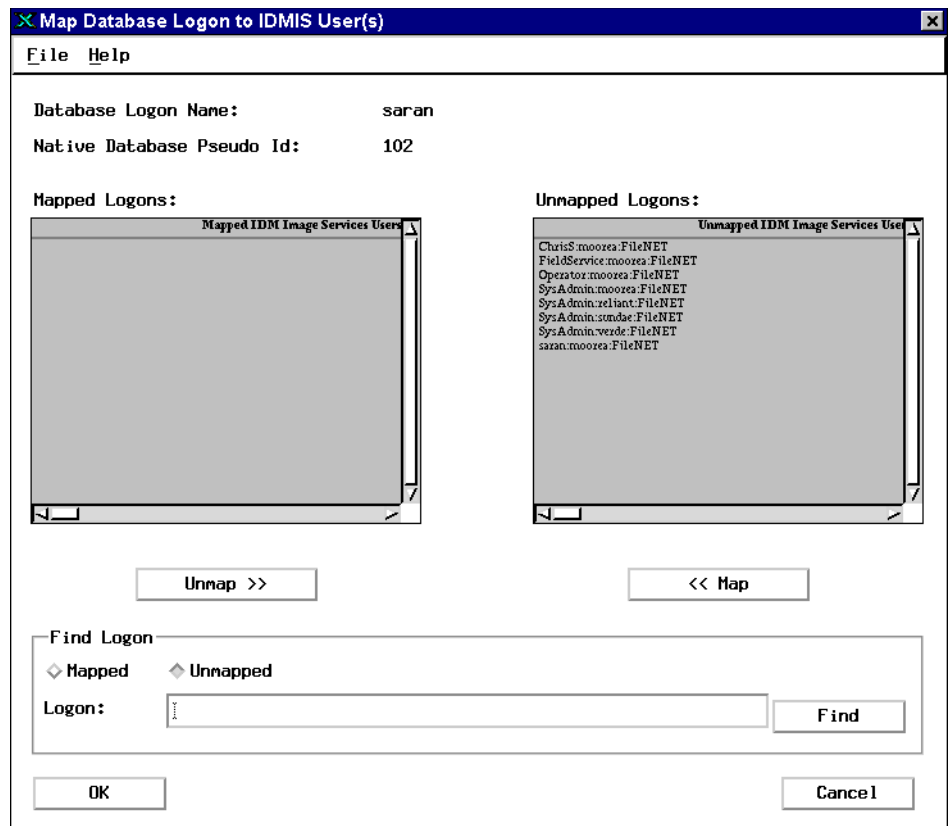 Map Database Logon to IDMIS User(s)
File Help
Database Logon Name: saran
Native Database Pseudo Id: 102
Mapped Logons:
Mapped IDM Image Services Users
Unmapped Logons:
Unmapped IDM Image Services Use
ChrisS:moorea:FileNET
FieldService:moorea:FileNET
Operator:moorea:FileNET
SysAdmin:moorea:FileNET
SysAdmin:reliant:FileNET
SysAdmin:sundae:FileNET
SysAdmin:verde:FileNET
saran:moorea:FileNET
Unmap >>
<< Map
Find Logon
Mapped Unmapped
Logon:
Find
OK
Cancel